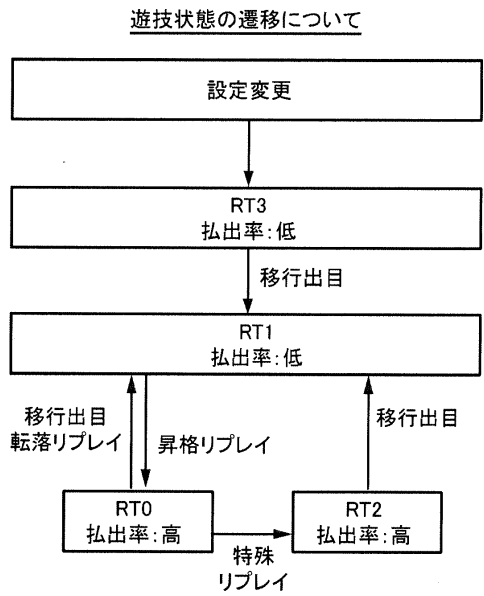 遊技状態の遷移について
設定変更
RT3
払出率:低
移行出目
RT1
払出率:低
移行出目
転落リプレイ
昇格リプレイ
移行出目
RT0
払出率:高
特殊
リプレイ
RT2
払出率:高